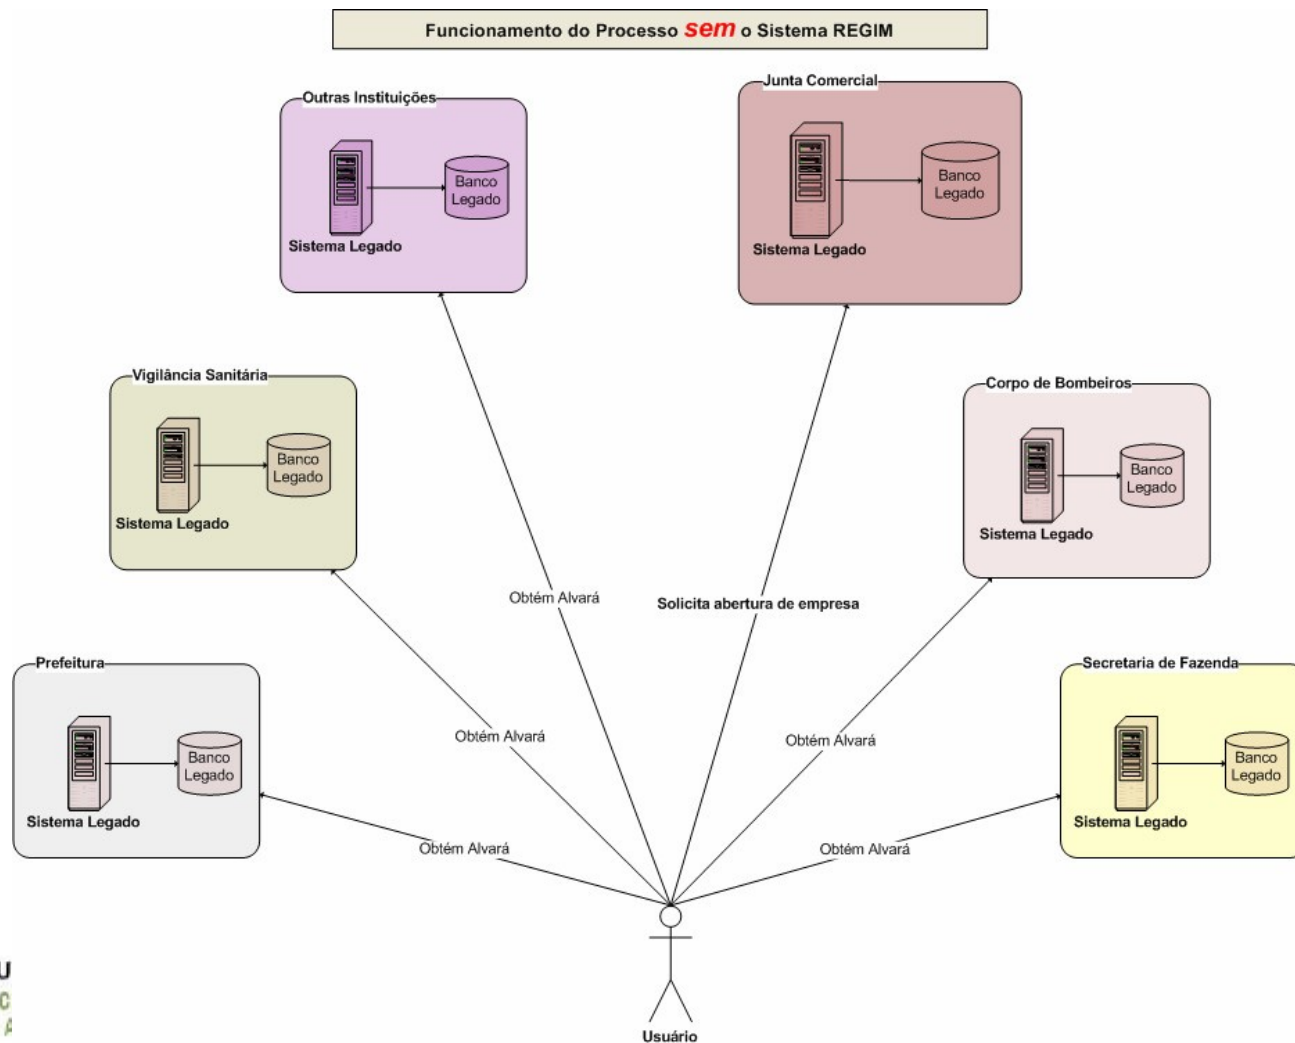 Funcionamento do Processo sem o Sistema REGIM
Outras Instituições
Banco
Legado
Sistema Legado
Junta Comercial
Banco
Legado
Sistema Legado
Vigilância Sanitária
Banco
Legado
Sistema Legado
Corpo de Bombeiros
Banco
Legado
Sistema Legado
Obtém Alvará
Solicita abertura de empresa
Prefeitura
Banco
Legado
Sistema Legado
Secretaria de Fazenda
Banco
Legado
Sistema Legado
Obtém Alvará
Obtém Alvará
Obtém Alvará
Obtém Alvará
Usuário